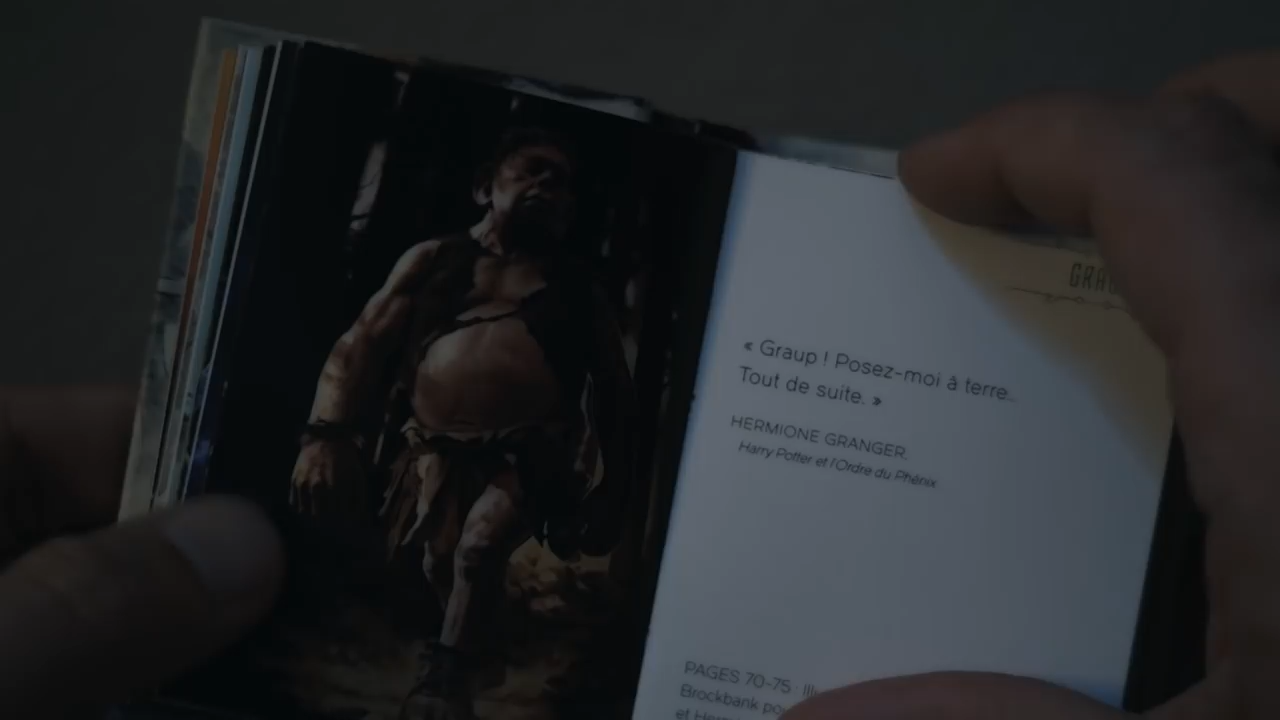 « Graup ! Posez-moi à terre.
Tout de suite. »
HERMIONE GRANGER,
Harry Potter et l'Ordre du Phénix
PAGES 70-75
Brockbank
et